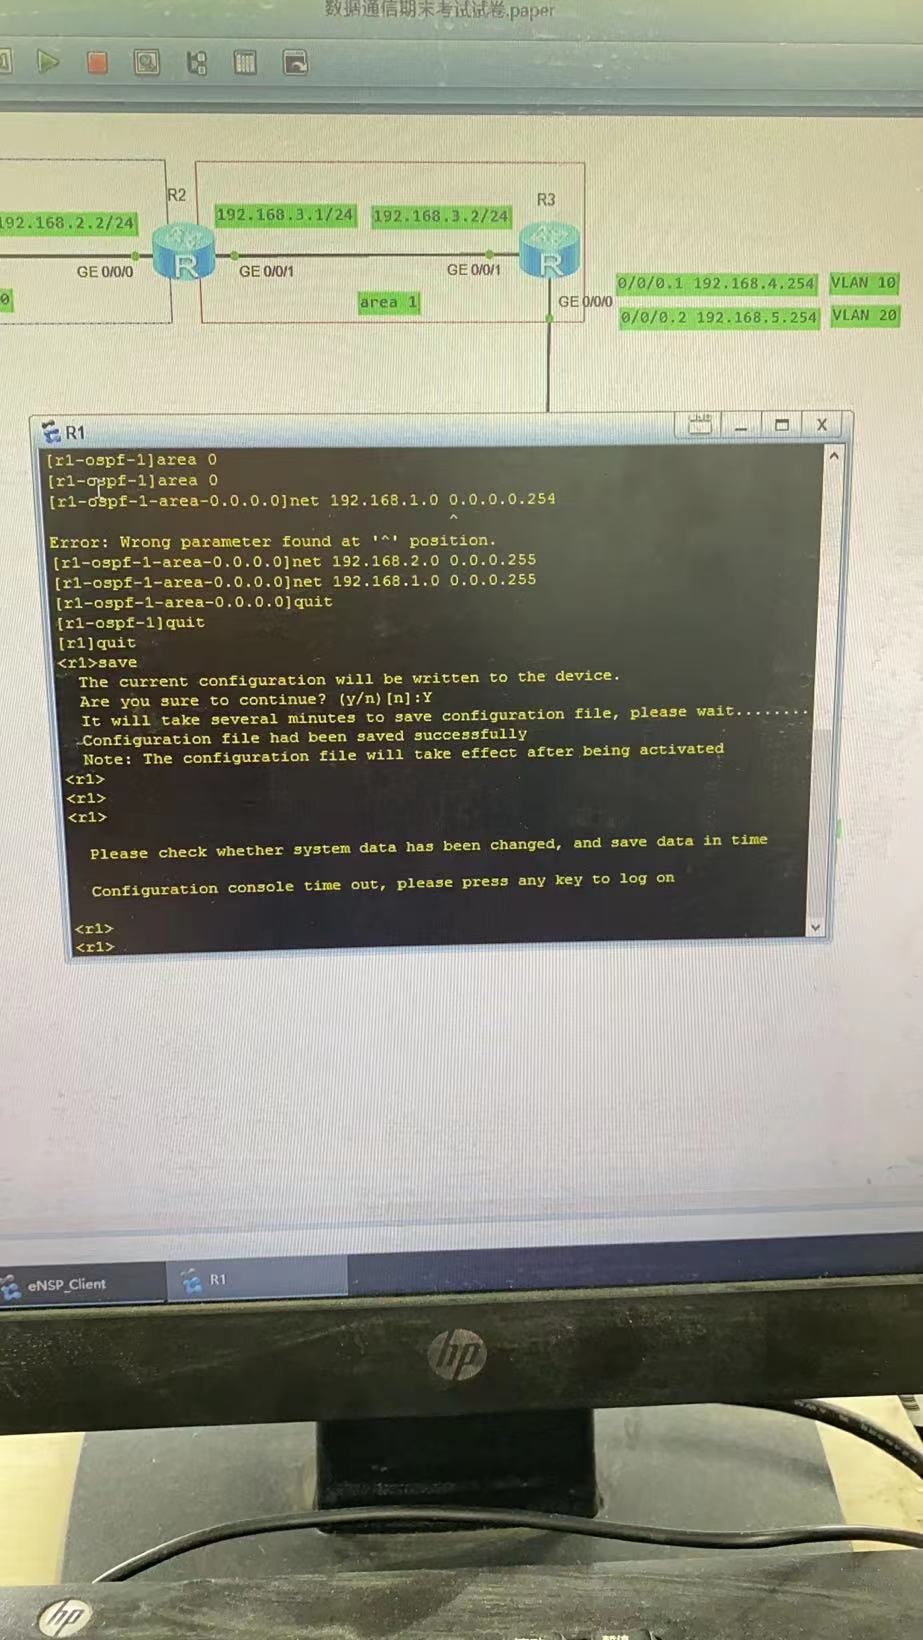 数据通信期末考试试卷.paper
R2
R3
192.168.2.2/24
192.168.3.1/24
192.168.3.2/24
R
R
GE 0/0/0
GE 0/0/1
GE 0/0/1
0
area 1
GE 0/0/0
0/0/0.1 192.168.4.254
VLAN 10
0/0/0.2 192.168.5.254
VLAN 20
R1
[r1-ospf-1]area 0
[r1-ospf-1]area 0
[r1-ospf-1-area-0.0.0.0]net 192.168.1.0 0.0.0.0.254
^
Error: Wrong parameter found at '^' position.
[r1-ospf-1-area-0.0.0.0]net 192.168.2.0 0.0.0.255
[r1-ospf-1-area-0.0.0.0]net 192.168.1.0 0.0.0.255
[r1-ospf-1-area-0.0.0.0]quit
[r1-ospf-1]quit
[r1]quit
<r1>save
The current configuration will be written to the device.
Are you sure to continue? (y/n)[n]:Y
It will take several minutes to save configuration file, please wait........
Configuration file had been saved successfully
Note: The configuration file will take effect after being activated
<r1>
<r1>
<r1>
Please check whether system data has been changed, and save data in time
Configuration console time out, please press any key to log on
<r1>
<r1>
eNSP_Client
R1
hp
hp